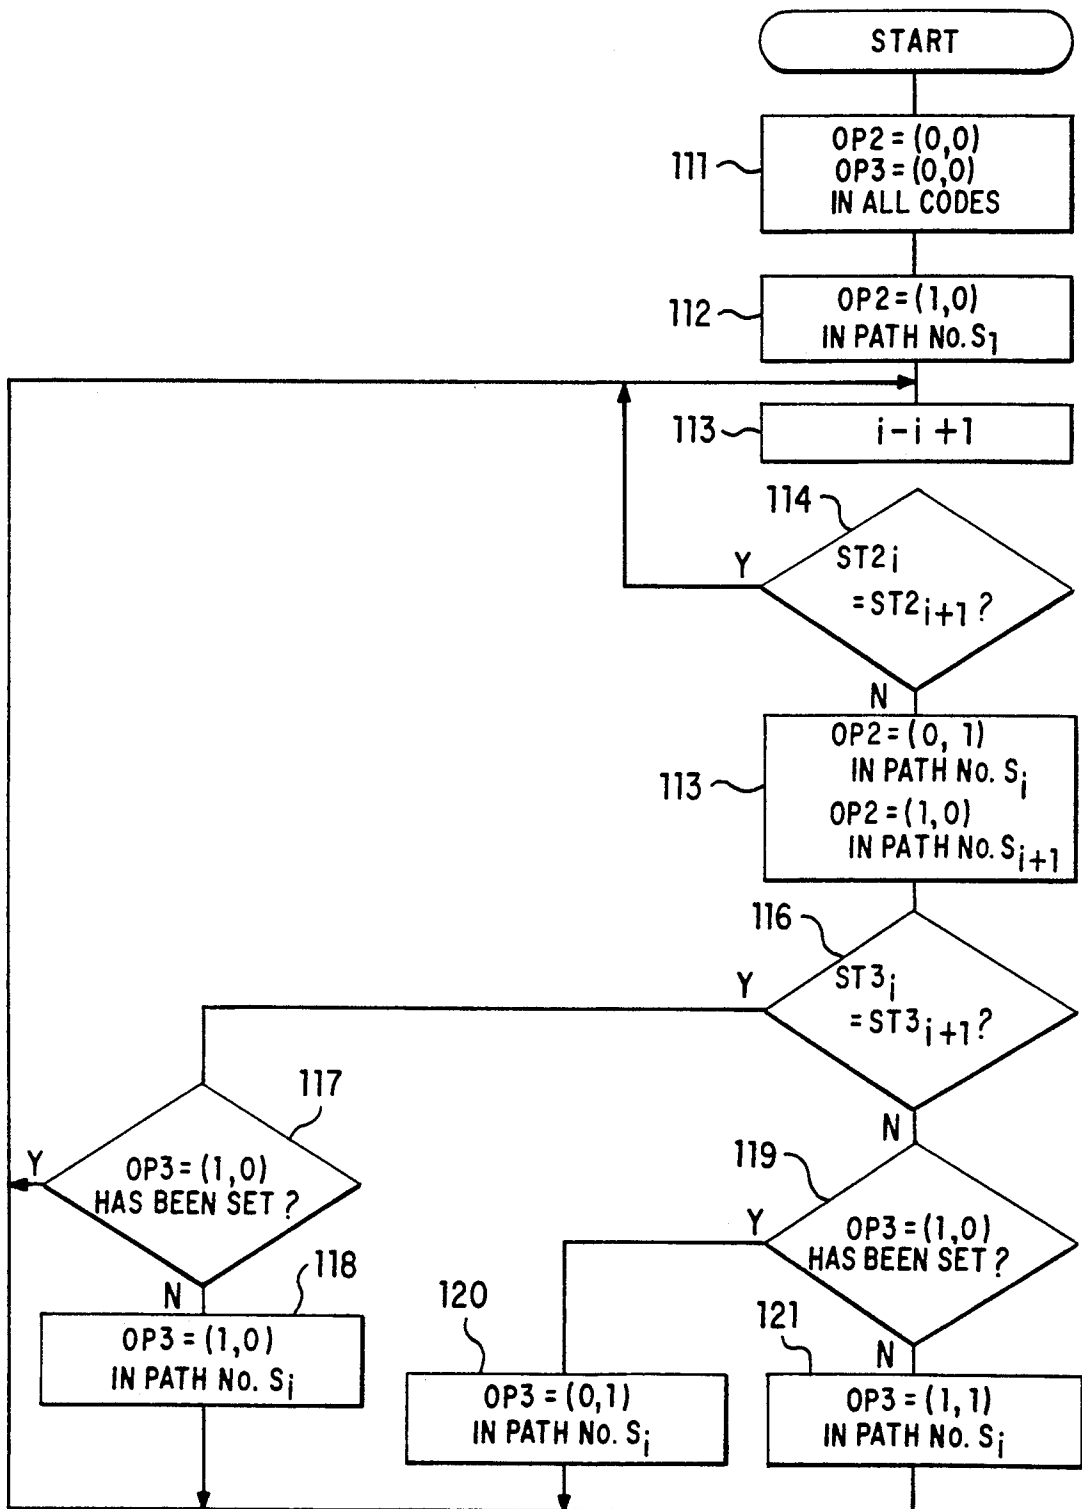 START
111
OP2=(0,0)
OP3=(0,0)
IN ALL CODES
112
OP2=(1,0)
IN PATH NO. S1
113
i-i+1
114
ST2i
Y
=ST2i+1?
N
113
OP2=(0, 1)
IN PATH NO. Si
OP2=(1,0)
IN PATH NO. Si+1
116
Y
ST3i
=ST3i+1?
N
117
Y
OP3=(1,0)
HAS BEEN SET?
N
118
OP3=(1,0)
IN PATH NO. Si
119
Y
OP3=(1,0)
HAS BEEN SET?
N
120
OP3=(0,1)
IN PATH NO. Si
121
OP3=(1,1)
IN PATH NO. Si